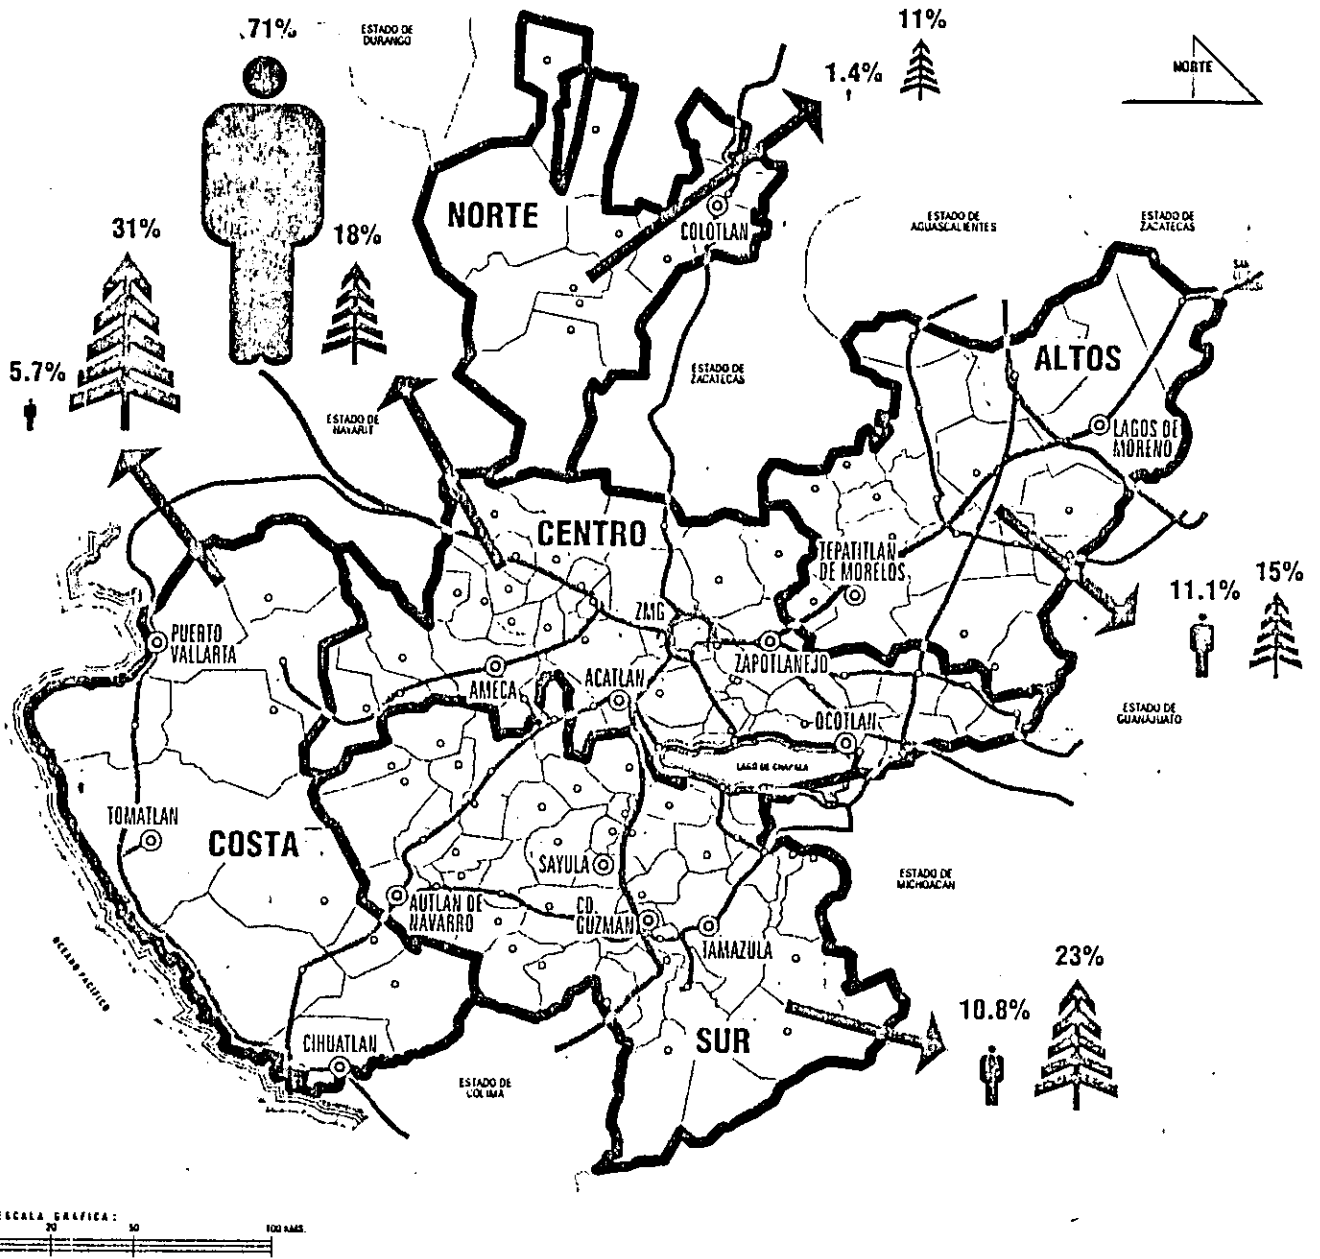 71%
ESTADO DE
DURANGO
11%
1.4%
NORTE
NORTE
COLOTLAN
31%
18%
5.7%
ESTADO DE
AGUASCALIENTES
ESTADO DE
ZACATECAS
SAN
ALTOS
ESTADO DE
ZACATECAS
ESTADO DE
NAYARIT
LAGOS DE
MORENO
CENTRO
TEPATITLAN
DE MORELOS
ZMG
11.1%
15%
PUERTO
VALLARTA
ZAPOTLANEJO
AMECA
ACATLAN
OCOTLAN
ESTADO DE
GUANAJUATO
LAGO DE CHAPALA
TOMATLAN
COSTA
SAYULA
ESTADO DE
MICHOACAN
AUTLAN DE
NAVARRO
CD.
GUZMAN
TAMAZULA
OCEANO PACIFICO
23%
10.8%
SUR
CIHUATLAN
ESTADO DE
COLIMA
ESCALA GRAFICA:
20 50 100 KMS.